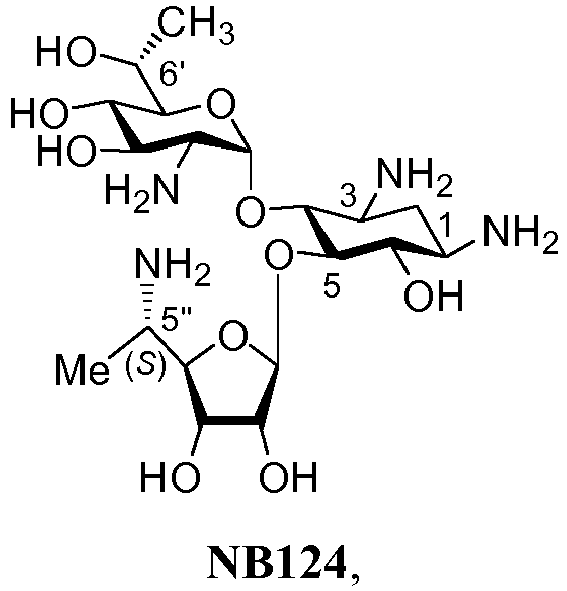 HO
CH3
6'
HO
O
HO
H2N
O
3
NH2
1
NH2
O
5
OH
NH2
5"
O
Me
(S)
HO
OH
NB124,